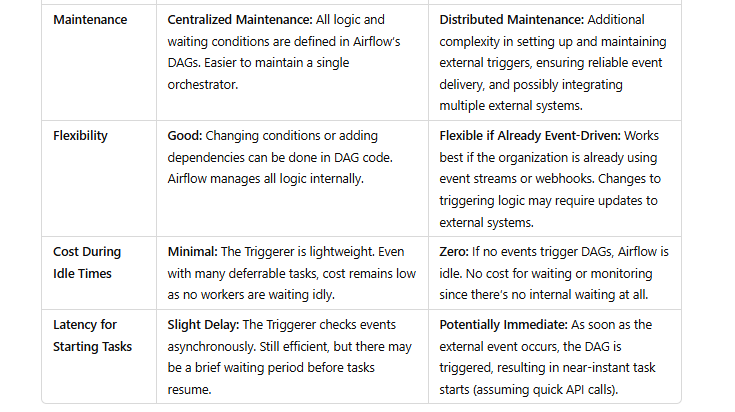 Maintenance
Centralized Maintenance: All logic and
waiting conditions are defined in Airflow's
DAGs. Easier to maintain a single
orchestrator.
Distributed Maintenance: Additional
complexity in setting up and maintaining
external triggers, ensuring reliable event
delivery, and possibly integrating
multiple external systems.
Flexibility
Good: Changing conditions or adding
dependencies can be done in DAG code.
Airflow manages all logic internally.
Flexible if Already Event-Driven: Works
best if the organization is already using
event streams or webhooks. Changes to
triggering logic may require updates to
external systems.
Cost During
Idle Times
Minimal: The Triggerer is lightweight. Even
with many deferrable tasks, cost remains low
as no workers are waiting idly.
Zero: If no events trigger DAGs, Airflow is
idle. No cost for waiting or monitoring
since there's no internal waiting at all.
Latency for
Starting Tasks
Slight Delay: The Triggerer checks events
asynchronously. Still efficient, but there may
be a brief waiting period before tasks
resume.
Potentially Immediate: As soon as the
external event occurs, the DAG is
triggered, resulting in near-instant task
starts (assuming quick API calls).